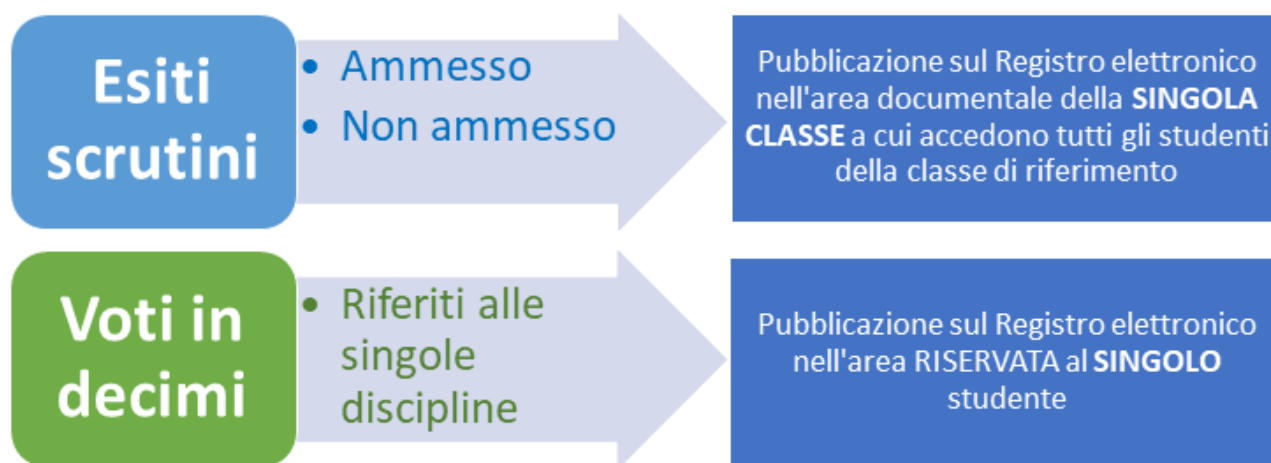 Esiti
scrutini
• Ammesso
• Non ammesso
Pubblicazione sul Registro elettronico
nell'area documentale della SINGOLA
CLASSE a cui accedono tutti gli studenti
della classe di riferimento
Voti in
decimi
• Riferiti alle
singole
discipline
Pubblicazione sul Registro elettronico
nell'area RISERVATA al SINGOLO
studente